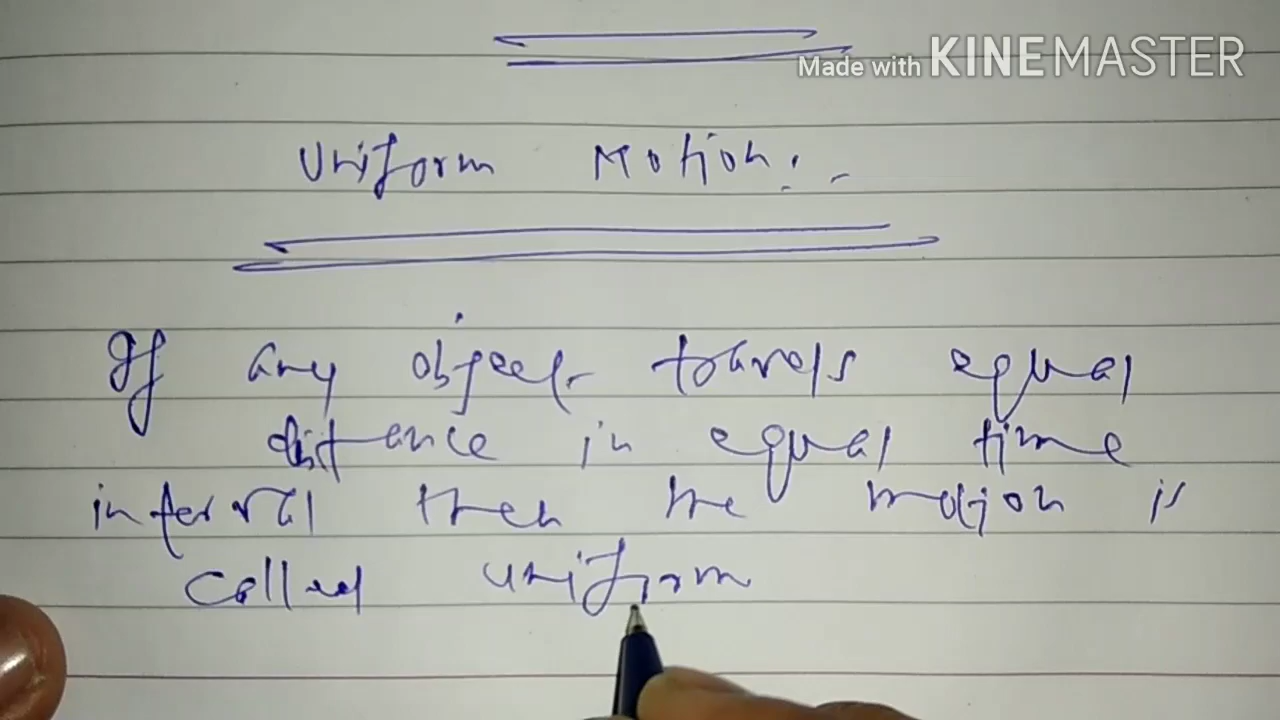 Made with KINEMASTER
Uniform Motion :-
If any object travels equal
distance in equal time
interval then the motion is
called uniform